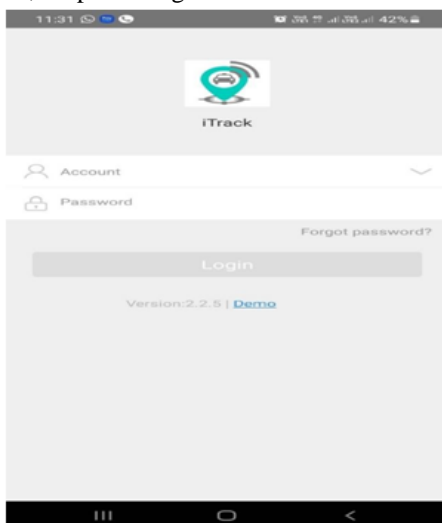 11:31 42%
iTrack
Account
Password
Forgot password?
Login
Version:2.2.5 | Demo